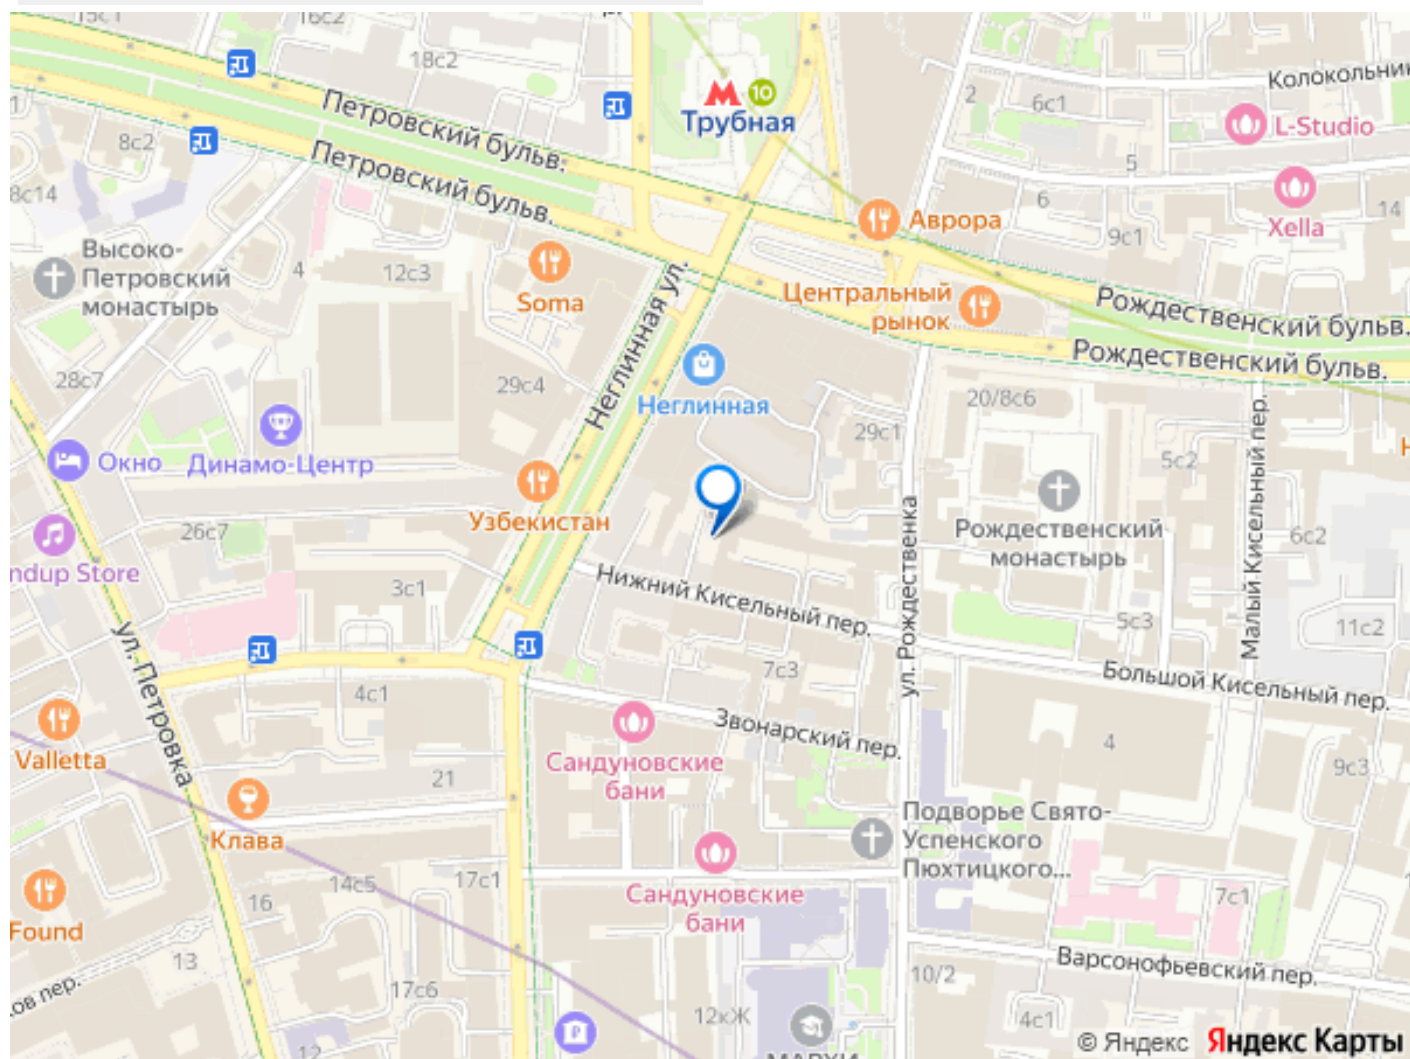 15с1
16с2
18с2
Петровский бульв.
Петровский бульв.
8с2
8с14
Трубная
10
2
6с1
Колокольни
L-Studio
5
6
Xella
14
9с1
Аврора
Высоко-
Петровский
монастырь
4
12с3
Soma
Неглинная ул.
Центральный
рынок
Рождественский бульв.
Рождественский бульв.
28с7
29с4
Неглинная
20/8с6
29с1
Малый Кисельный пер.
5с2
Окно
Динамо-Центр
Узбекистан
26с7
ndup Store
3с1
ул. Рождественка
Рождественский
монастырь
6с2
Нижний Кисельный пер.
5с3
11с2
ул. Петровка
7с3
Большой Кисельный пер.
4с1
Звонарский пер.
4
Valletta
Сандуновские
бани
21
9с3
Клава
Подворье Свято-
Успенского
Пюхтицкого...
Сандуновские
бани
14с5
17с1
16
7с1
Found
13
10/2
Варсонофьевский пер.
ов пер.
17с6
12кЖ
4с1
12
МАРХИ
© Яндекс Яндекс Карты